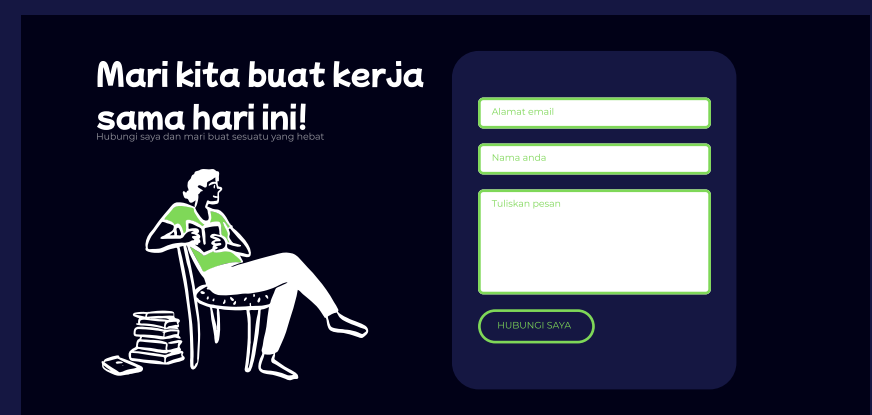 Mari kita buat kerja
sama hari ini!
Hubungi saya dan mari buat sesuatu yang hebat
Alamat email
Nama anda
Tuliskan pesan
HUBUNGI SAYA